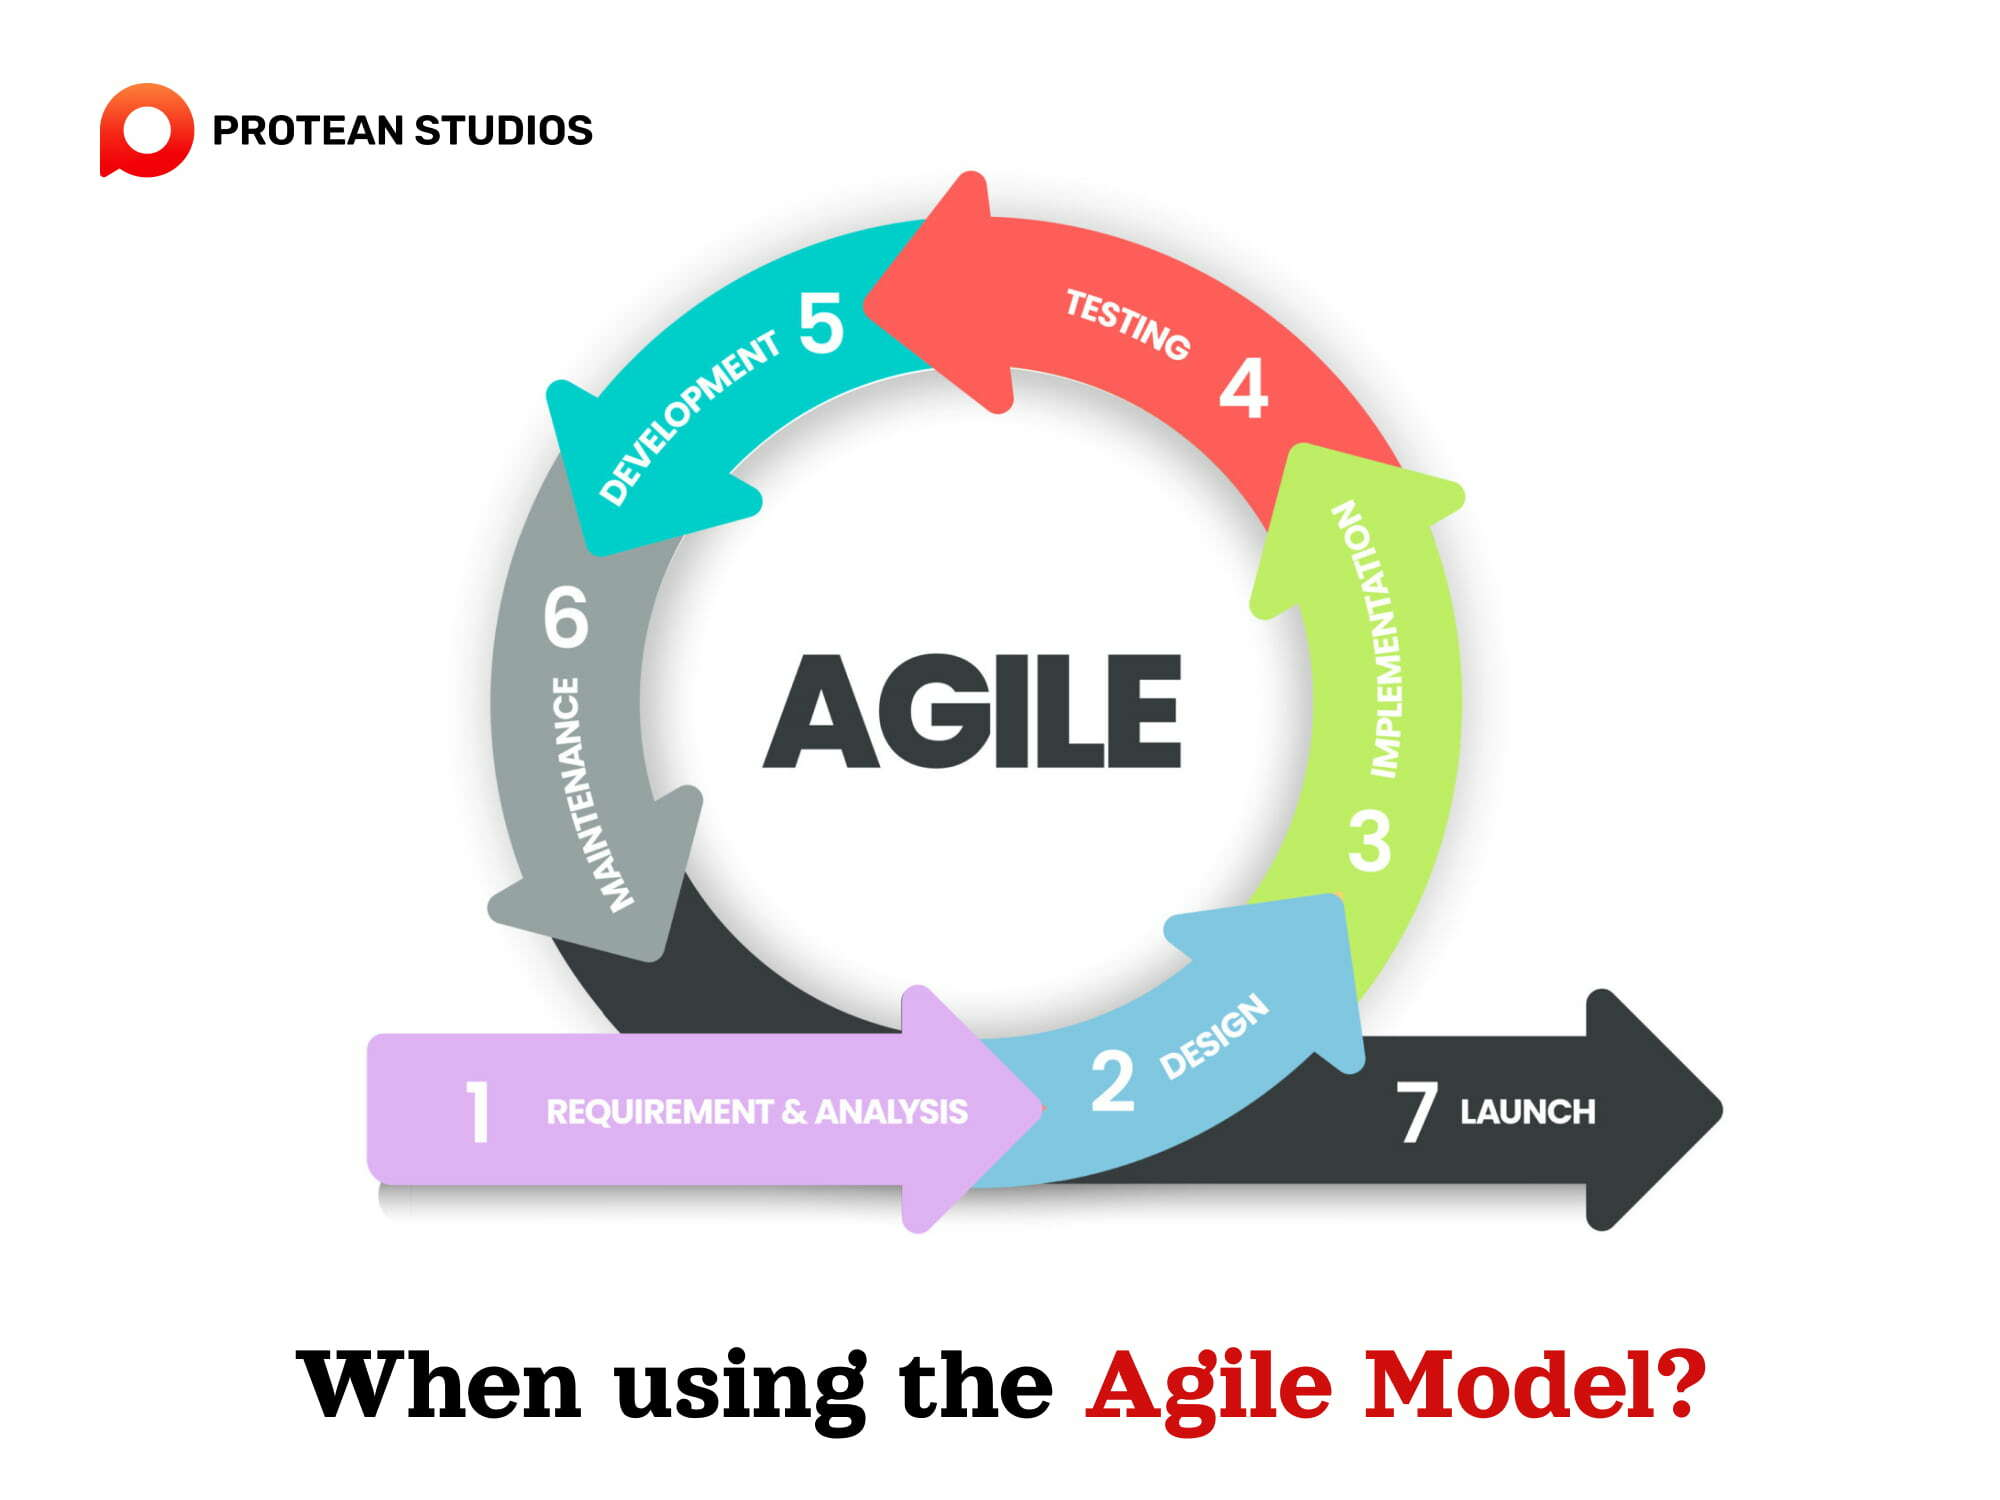 PROTEAN STUDIOS
AGILE
1 REQUIREMENT & ANALYSIS
2 DESIGN
3 IMPLEMENTATION
4 TESTING
5 DEVELOPMENT
6 MAINTENANCE
7 LAUNCH
When using the Agile Model?